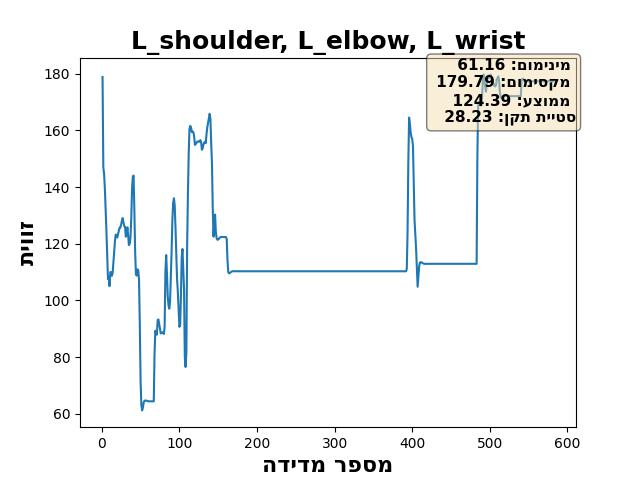 L_shoulder, L_elbow, L_wrist
מינימום: 61.16
מקסימום: 179.79
ממוצע: 124.39
סטיית תקן: 28.23
180
160
140
120
100
80
60
זווית
0 100 200 300 400 500 600
מספר מדידה